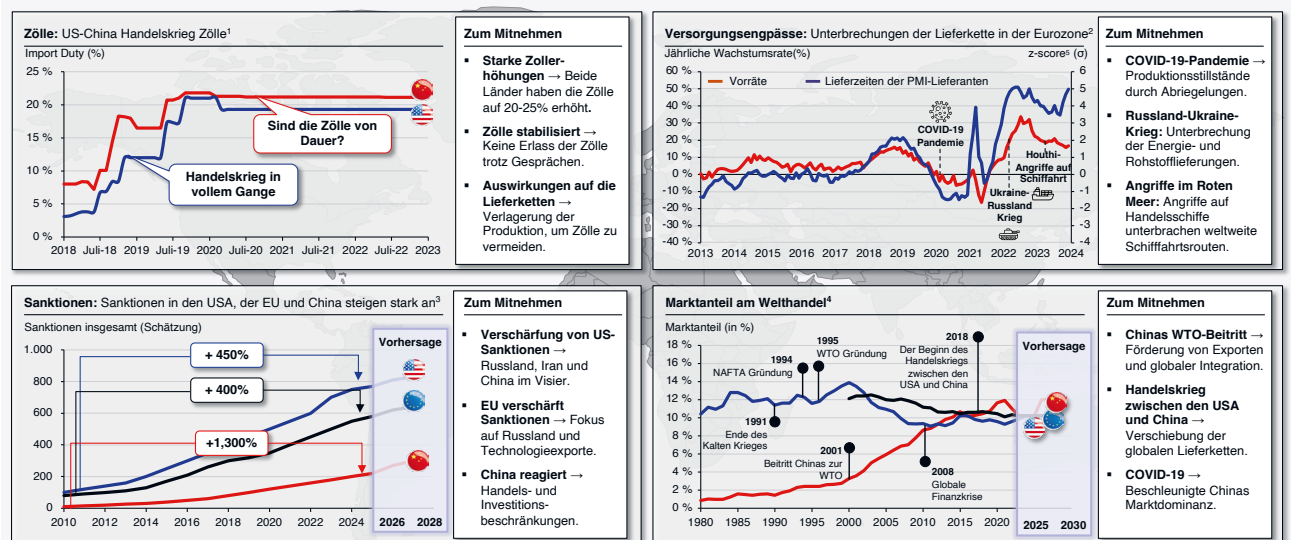 Zölle: US-China Handelskrieg Zölle¹
Import Duty (%)
25 %
20 %
15 %
10 %
5 %
0 %
2018 Juli-18 2019 Juli-19 2020 Juli-20 2021 Juli-21 2022 Juli-22 2023
Sind die Zölle von
Dauer?
Handelskrieg in
vollem Gange
Zum Mitnehmen
▪ Starke Zoller-
höhungen → Beide
Länder haben die Zölle
auf 20-25% erhöht.
▪ Zölle stabilisiert →
Keine Erlass der Zölle
trotz Gesprächen.
▪ Auswirkungen auf die
Lieferketten →
Verlagerung der
Produktion, um Zölle zu
vermeiden.
Versorgungsengpässe: Unterbrechungen der Lieferkette in der Eurozone²
Jährliche Wachstumsrate(%)
z-score⁵ (σ)
60 %
50 %
40 %
30 %
20 %
10 %
0 %
-10 %
-20 %
-30 %
-40 %
6
5
4
3
2
1
0
-1
-2
-3
-4
Vorräte
Lieferzeiten der PMI-Lieferanten
COVID-19
Pandemie
Houthi-
Angriffe auf
Schifffahrt
Ukraine-
Russland
Krieg
2013 2014 2015 2016 2017 2018 2019 2020 2021 2022 2023 2024
Zum Mitnehmen
▪ COVID-19-Pandemie →
Produktionsstillstände
durch Abriegelungen.
▪ Russland-Ukraine-
Krieg: Unterbrechung
der Energie- und
Rohstofflieferungen.
▪ Angriffe im Roten
Meer: Angriffe auf
Handelsschiffe
unterbrachen weltweite
Schifffahrtsrouten.
Sanktionen: Sanktionen in den USA, der EU und China steigen stark an³
Sanktionen insgesamt (Schätzung)
1.000
800
600
400
200
0
+ 450%
+ 400%
+1,300%
Vorhersage
2010 2012 2014 2016 2018 2020 2022 2024 2026 2028
Zum Mitnehmen
▪ Verschärfung von US-
Sanktionen →
Russland, Iran und
China im Visier.
▪ EU verschärft
Sanktionen → Fokus
auf Russland und
Technologieexporte.
▪ China reagiert →
Handels- und
Investitions-
beschränkungen.
Marktanteil am Welthandel⁴
Marktanteil (in %)
18 %
16 %
14 %
12 %
10 %
8 %
6 %
4 %
2 %
0 %
1994
NAFTA Gründung
1995
WTO Gründung
2018
Der Beginn des
Handelskriegs
zwischen den
USA und China
1991
Ende des
Kalten Krieges
2001
Beitritt Chinas zur
WTO
2008
Globale
Finanzkrise
Vorhersage
1980 1985 1990 1995 2000 2005 2010 2015 2020 2025 2030
Zum Mitnehmen
▪ Chinas WTO-Beitritt →
Förderung von Exporten
und globaler Integration.
▪ Handelskrieg
zwischen den USA
und China →
Verschiebung der
globalen Lieferketten.
▪ COVID-19 →
Beschleunigte Chinas
Marktdominanz.